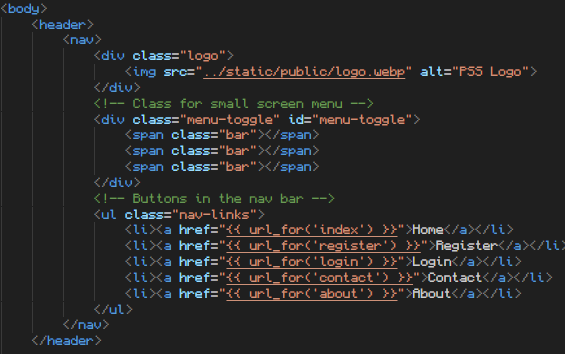 <body>
<header>
<nav>
<div class="logo">
<img src="../static/public/logo.webp" alt="PSS Logo">
</div>
<!-- Class for small screen menu -->
<div class="menu-toggle" id="menu-toggle">
<span class="bar"></span>
<span class="bar"></span>
<span class="bar"></span>
</div>
<!-- Buttons in the nav bar -->
<ul class="nav-links">
<li><a href="{{ url_for('index') }}">Home</a></li>
<li><a href="{{ url_for('register') }}">Register</a></li>
<li><a href="{{ url_for('login') }}">Login</a></li>
<li><a href="{{ url_for('contact') }}">Contact</a></li>
<li><a href="{{ url_for('about') }}">About</a></li>
</ul>
</nav>
</header>